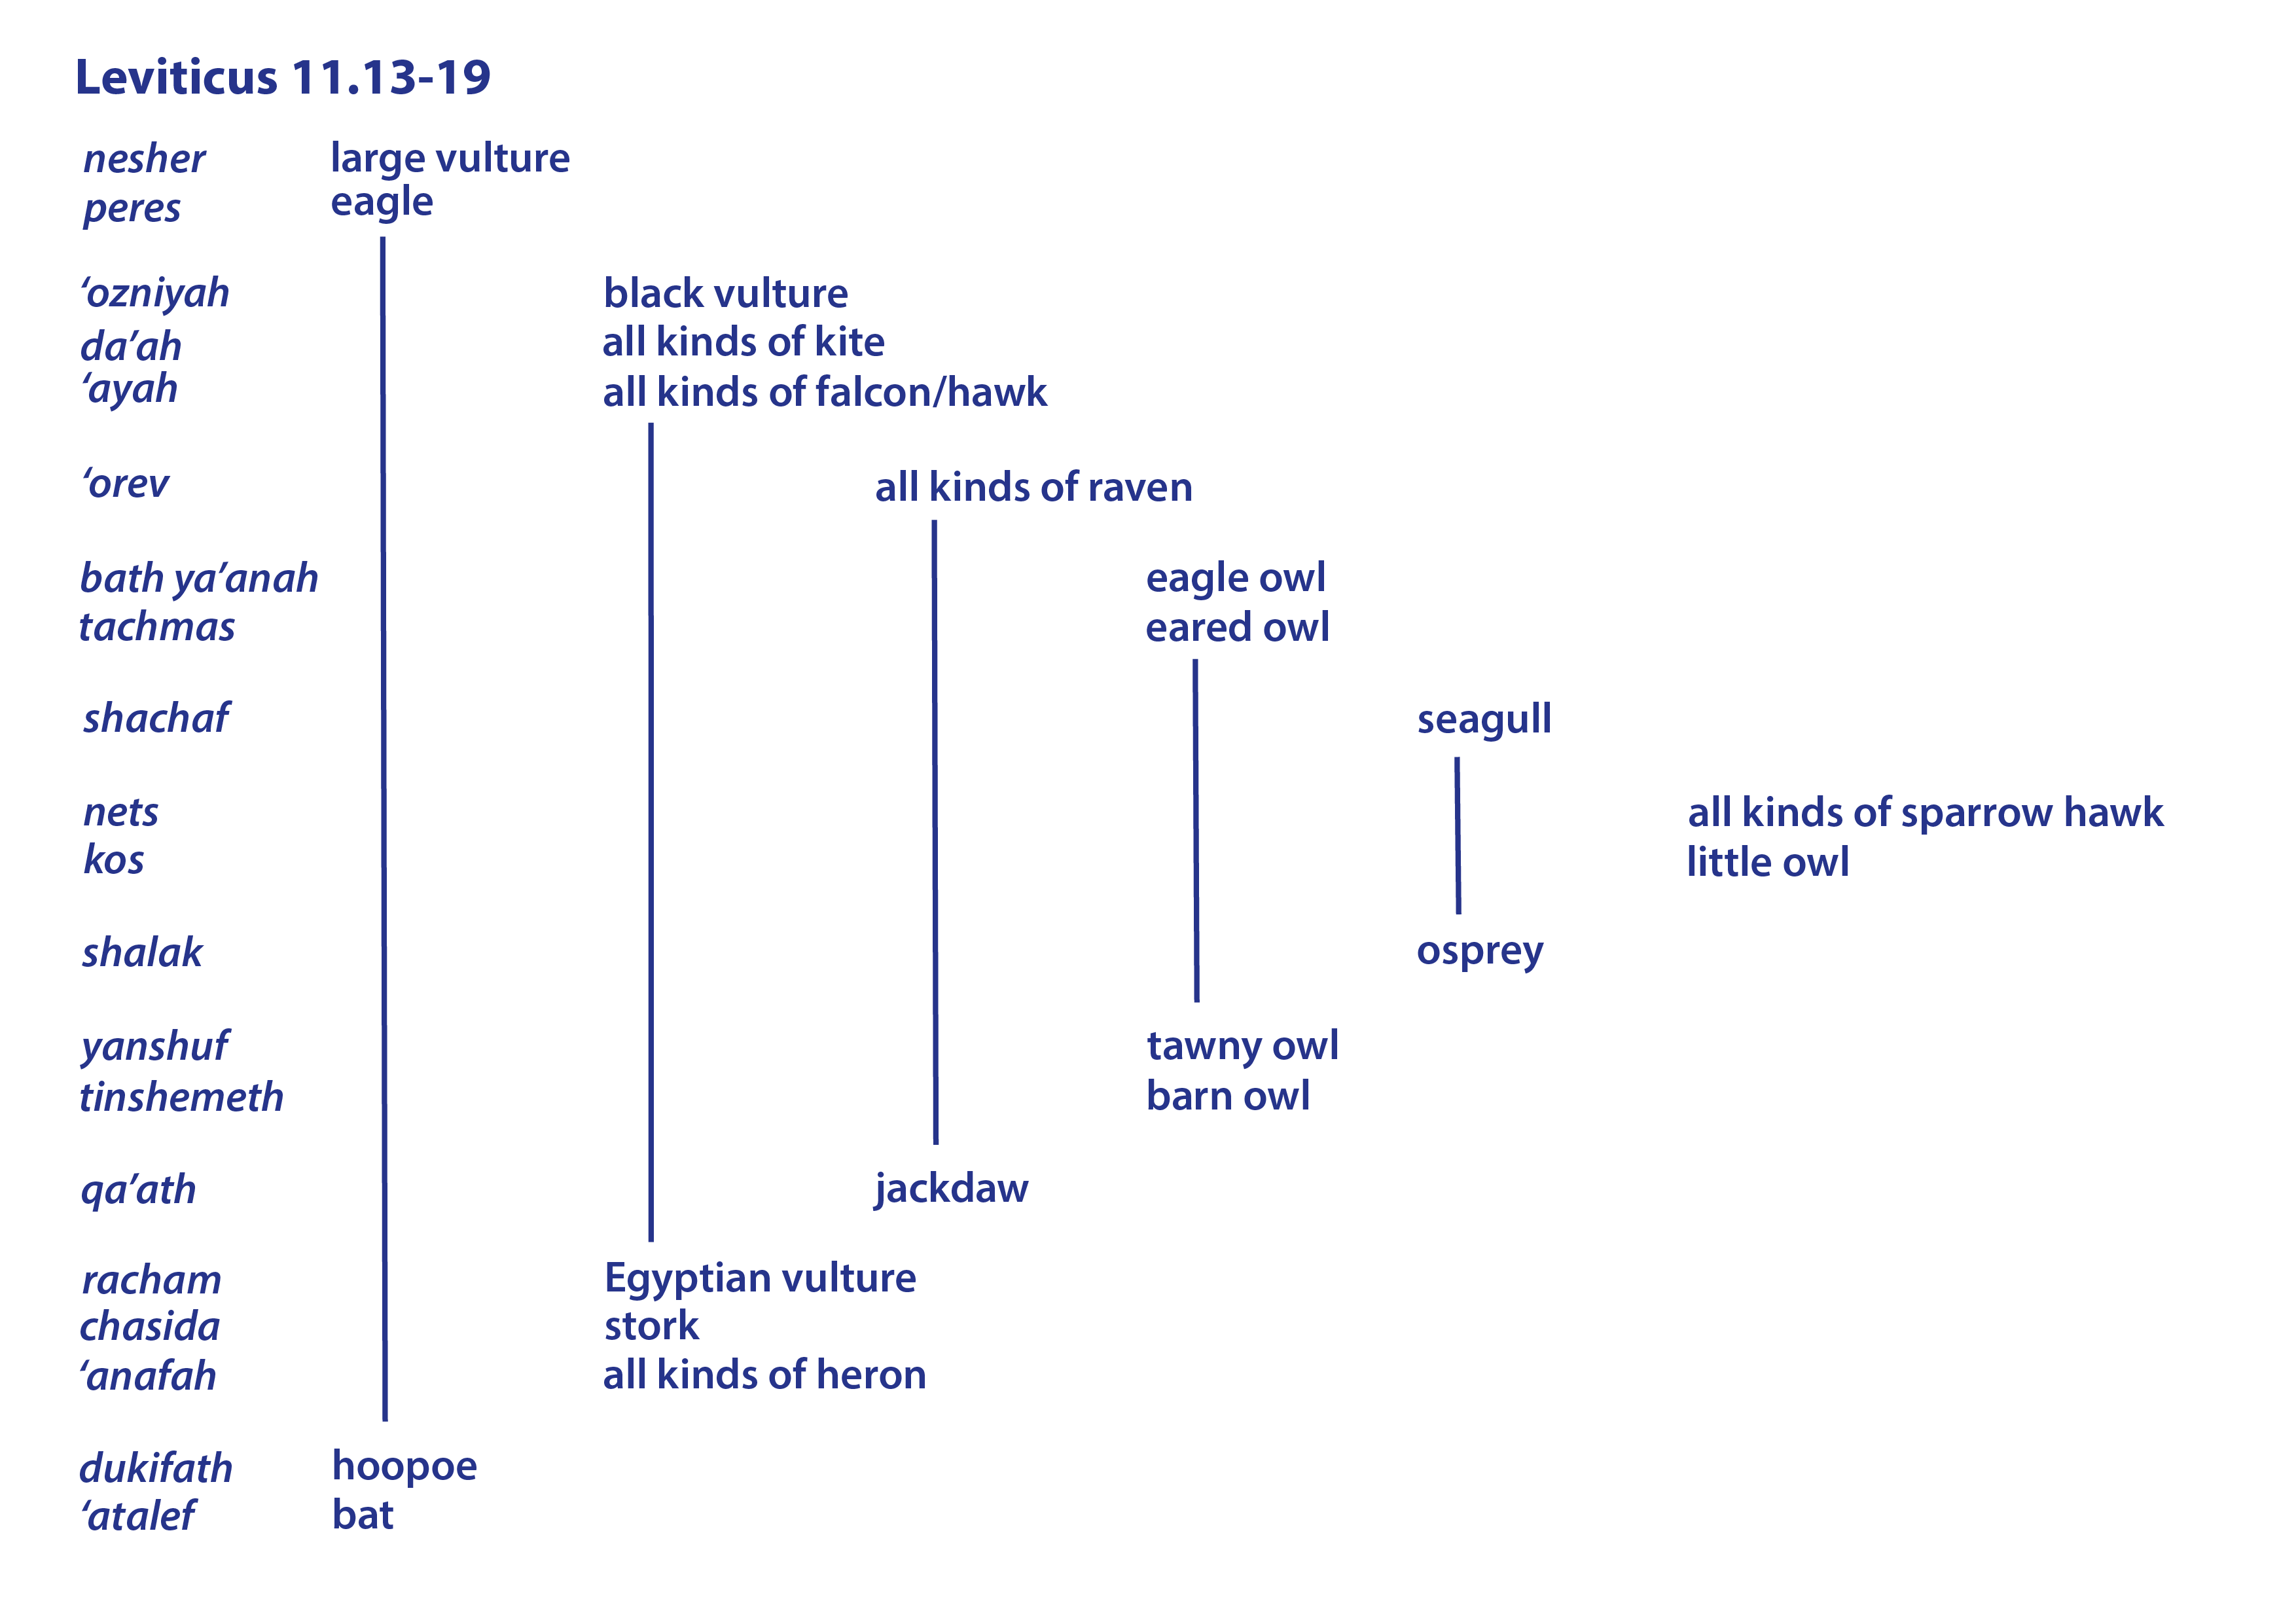 Leviticus 11.13-19
nesher large vulture
peres eagle
‘ozniyah black vulture
da’ah all kinds of kite
‘ayah all kinds of falcon/hawk
‘orev all kinds of raven
bath ya’anah eagle owl
tachmas eared owl
shachaf seagull
nets all kinds of sparrow hawk
kos little owl
shalak osprey
yanshuf tawny owl
tinshemeth barn owl
qa’ath jackdaw
racham Egyptian vulture
chasida stork
‘anafah all kinds of heron
dukifath hoopoe
‘atalef bat